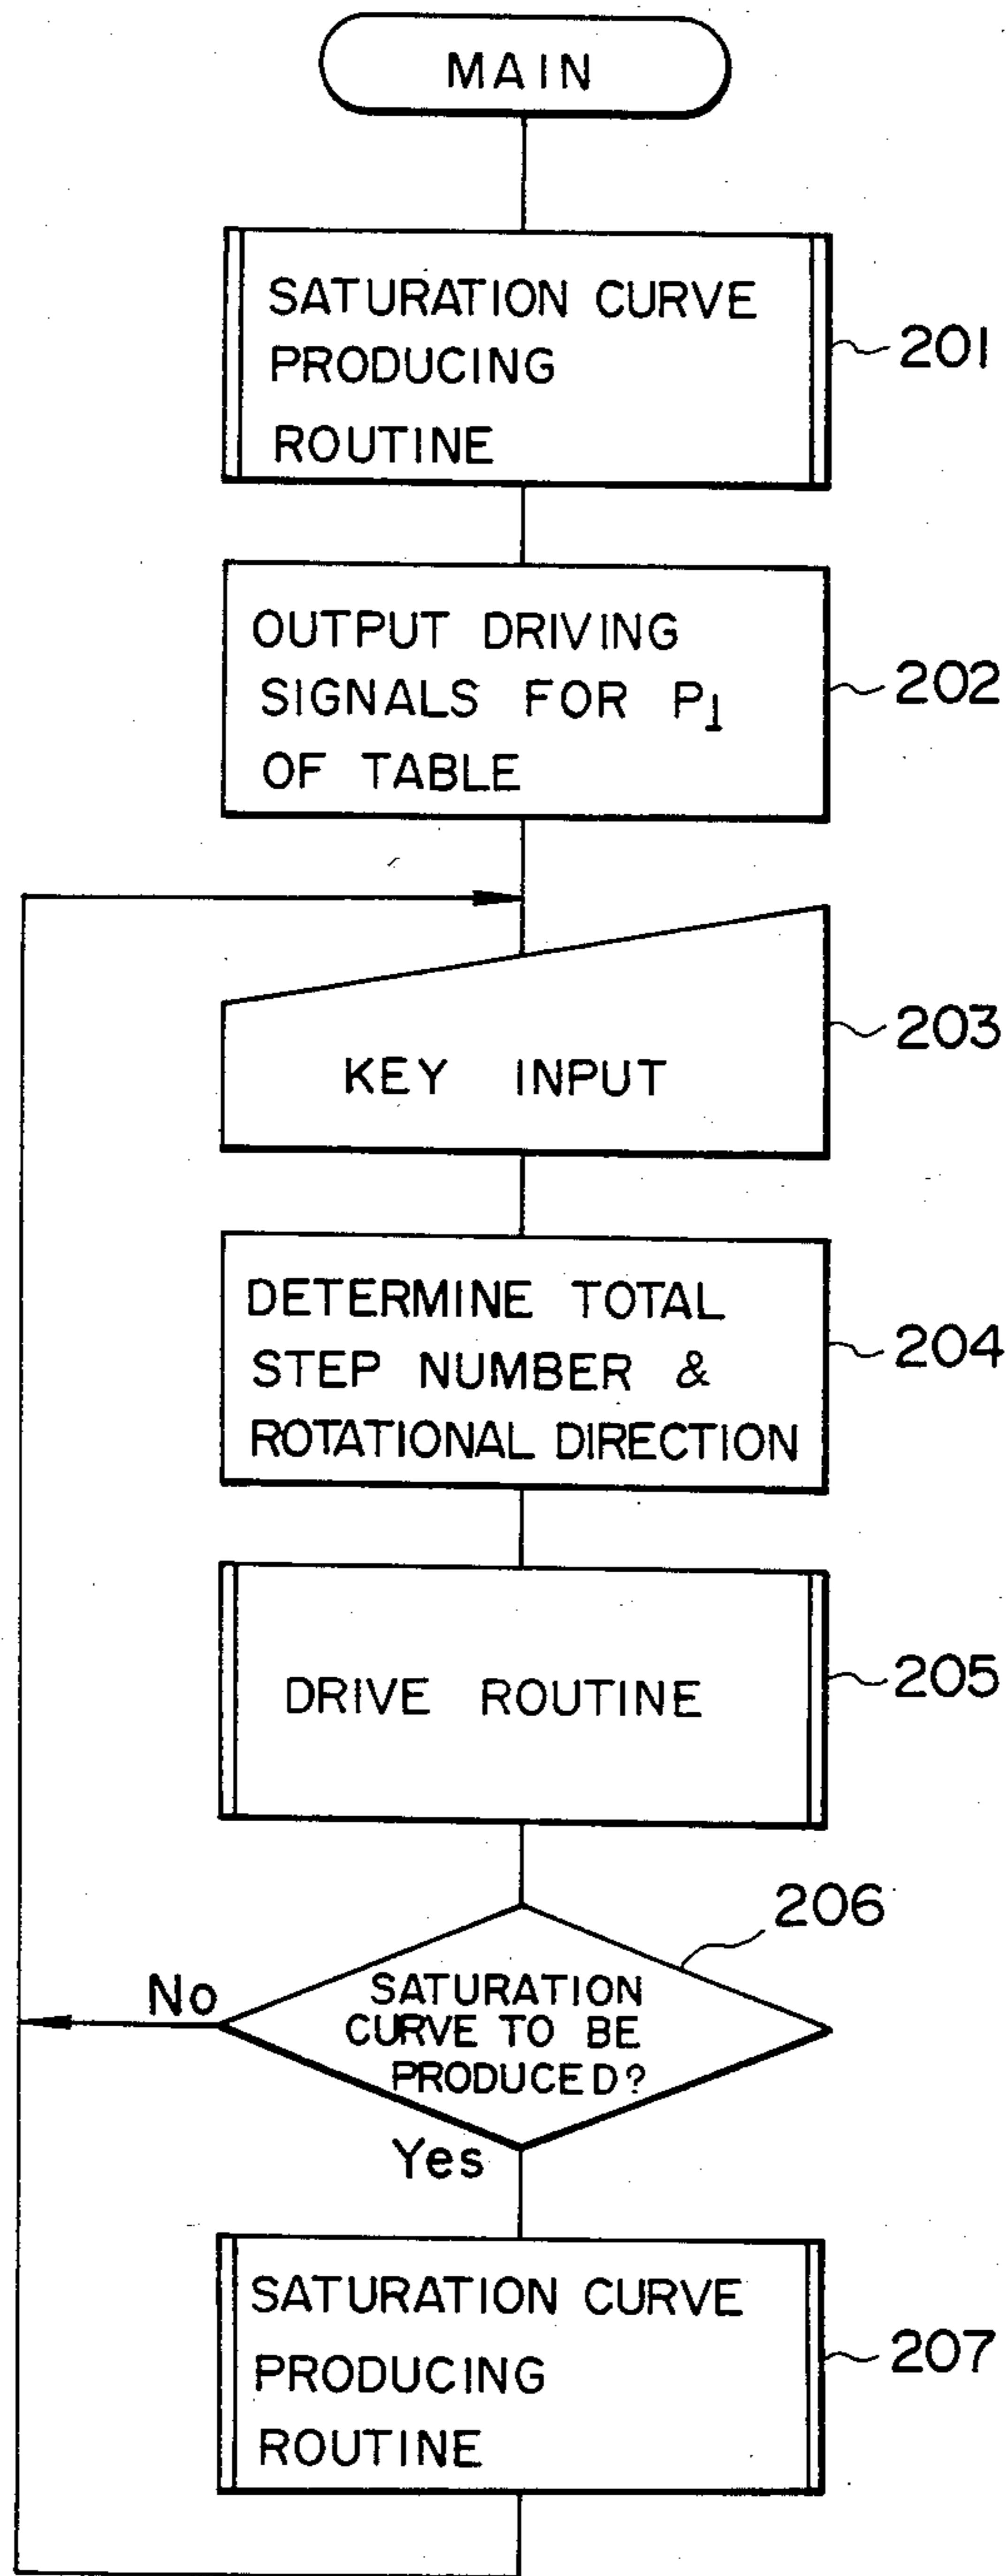 MAIN
SATURATION CURVE
PRODUCING
ROUTINE
201
OUTPUT DRIVING
SIGNALS FOR P1
OF TABLE
202
KEY INPUT
203
DETERMINE TOTAL
STEP NUMBER &
ROTATIONAL DIRECTION
204
DRIVE ROUTINE
205
206
SATURATION
CURVE TO BE
PRODUCED?
No
Yes
SATURATION CURVE
PRODUCING
ROUTINE
207